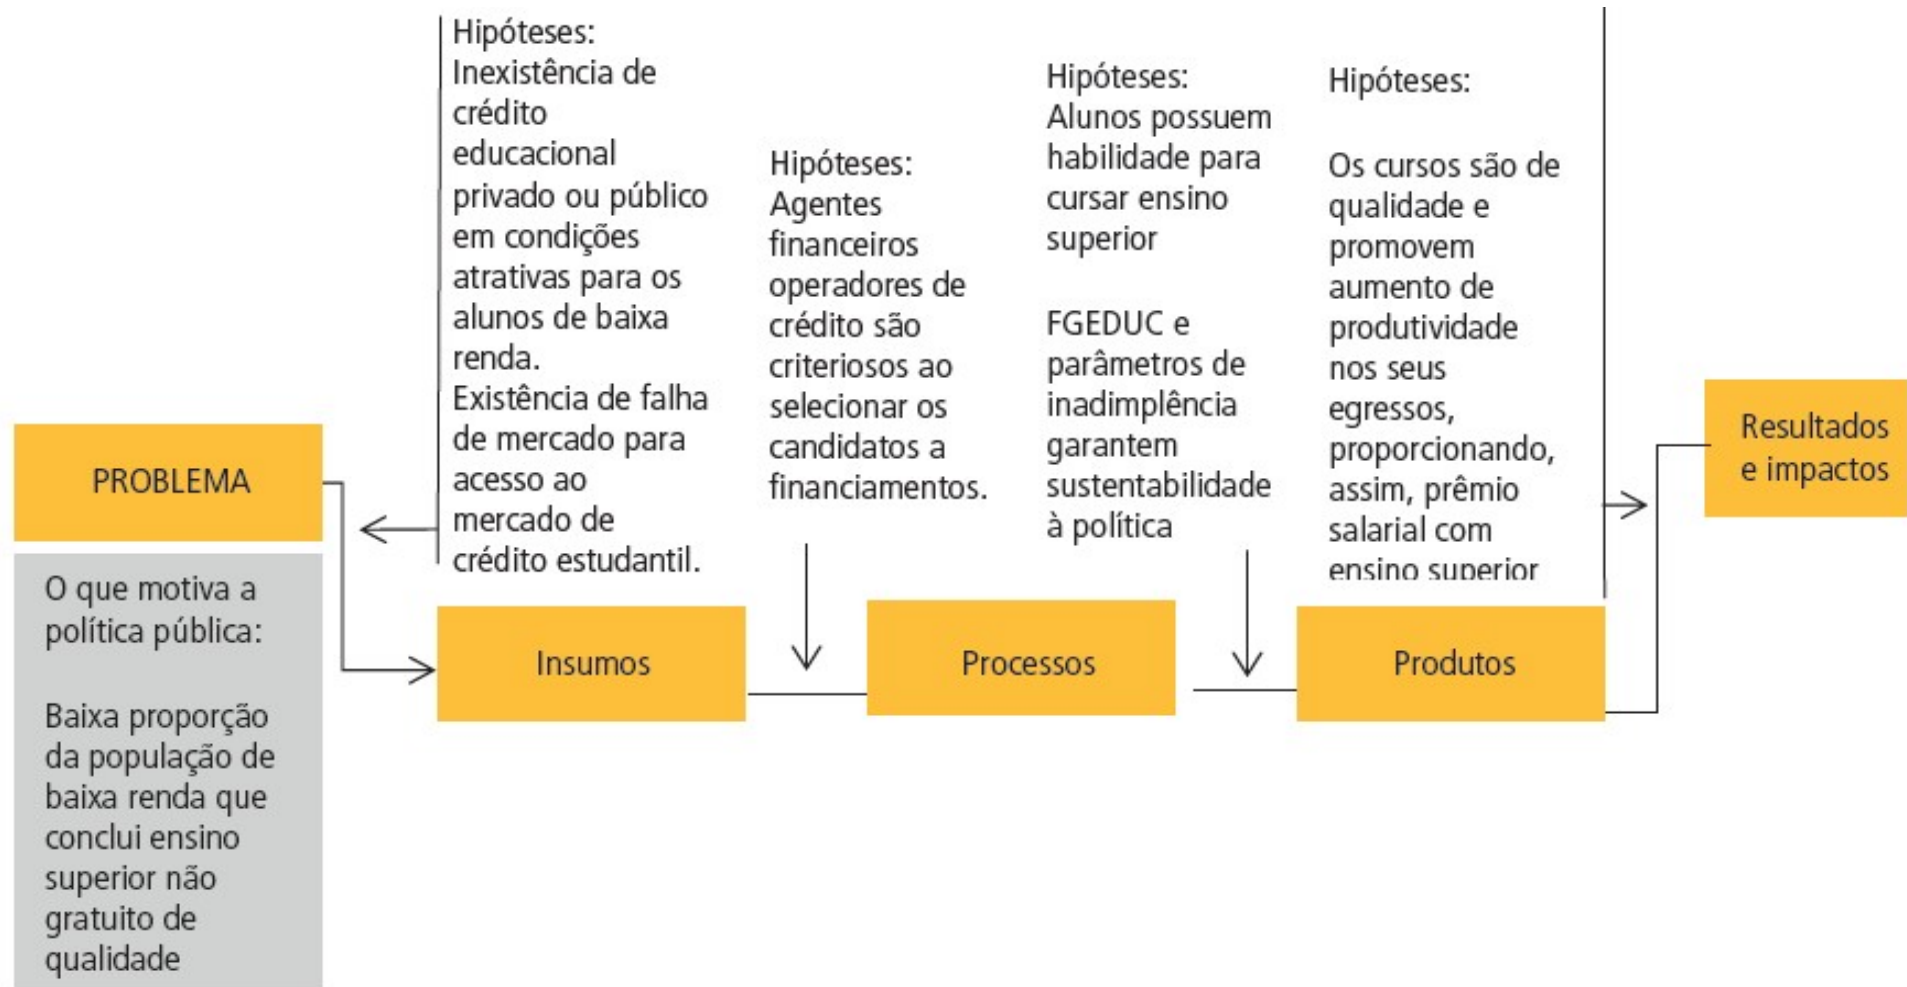 PROBLEMA
O que motiva a
política pública:
Baixa proporção
da população de
baixa renda que
conclui ensino
superior não
gratuito de
qualidade
Hipóteses:
Inexistência de
crédito
educacional
privado ou público
em condições
atrativas para os
alunos de baixa
renda.
Existência de falha
de mercado para
acesso ao
mercado de
crédito estudantil.
Insumos
Hipóteses:
Agentes
financeiros
operadores de
crédito são
criteriosos ao
selecionar os
candidatos a
financiamentos.
Processos
Hipóteses:
Alunos possuem
habilidade para
cursar ensino
superior
FGEDUC e
parâmetros de
inadimplência
garantem
sustentabilidade
à política
Produtos
Hipóteses:
Os cursos são de
qualidade e
promovem
aumento de
produtividade
nos seus
egressos,
proporcionando,
assim, prêmio
salarial com
ensino superior
Resultados
e impactos